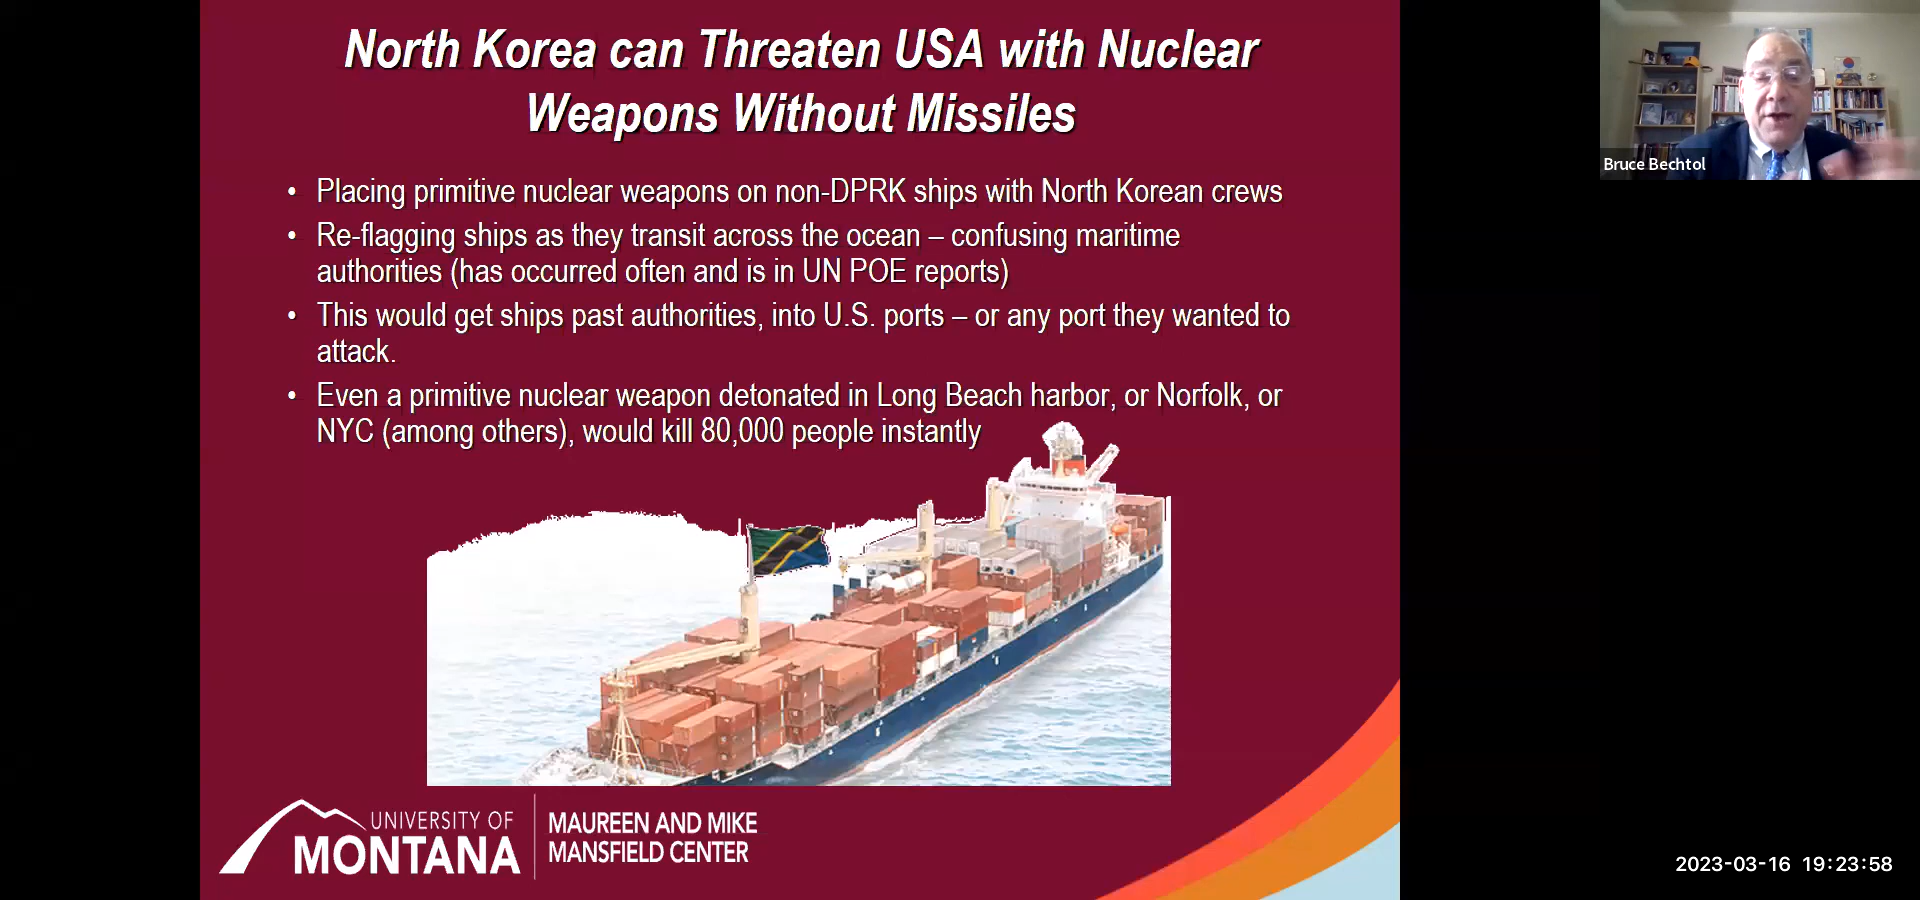 North Korea can Threaten USA with Nuclear
Weapons Without Missiles
• Placing primitive nuclear weapons on non-DPRK ships with North Korean crews
• Re-flagging ships as they transit across the ocean – confusing maritime
authorities (has occurred often and is in UN POE reports)
• This would get ships past authorities, into U.S. ports – or any port they wanted to
attack.
• Even a primitive nuclear weapon detonated in Long Beach harbor, or Norfolk, or
NYC (among others), would kill 80,000 people instantly
UNIVERSITY OF
MONTANA
MAUREEN AND MIKE
MANSFIELD CENTER
Bruce Bechtol
2023-03-16 19:23:58